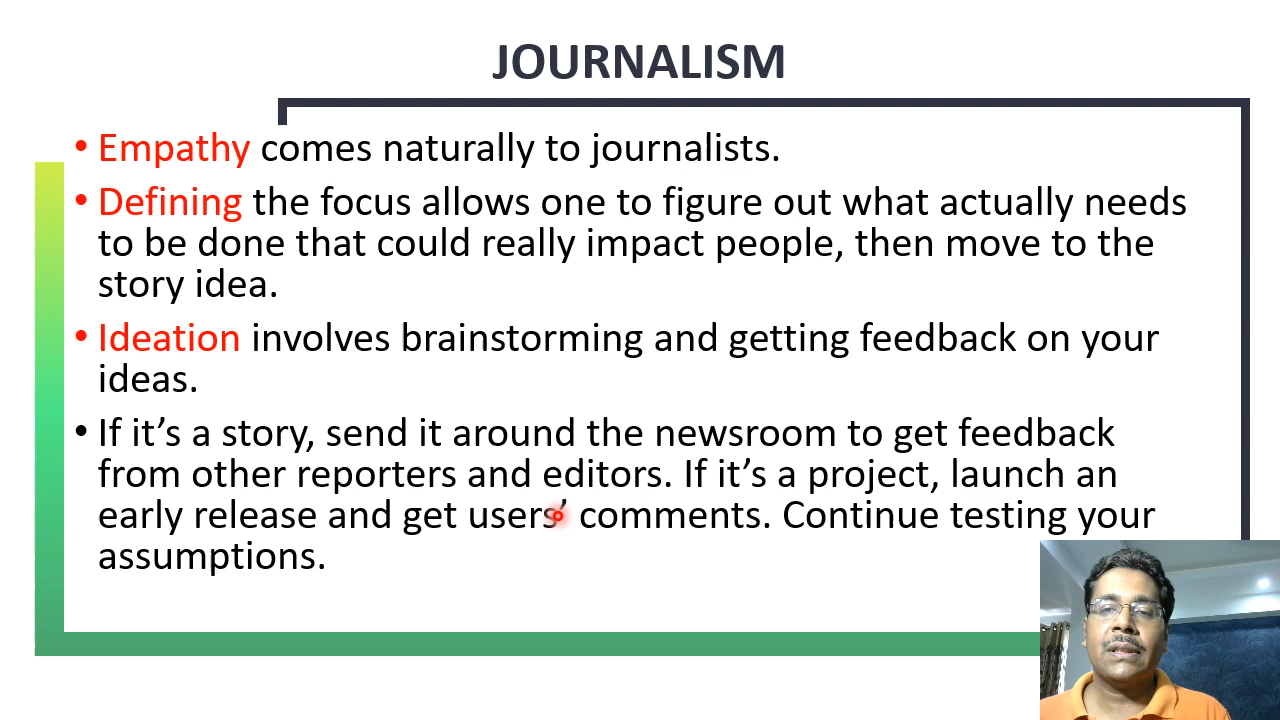 JOURNALISM
• Empathy comes naturally to journalists.
• Defining the focus allows one to figure out what actually needs
to be done that could really impact people, then move to the
story idea.
• Ideation involves brainstorming and getting feedback on your
ideas.
• If it’s a story, send it around the newsroom to get feedback
from other reporters and editors. If it’s a project, launch an
early release and get users’ comments. Continue testing your
assumptions.